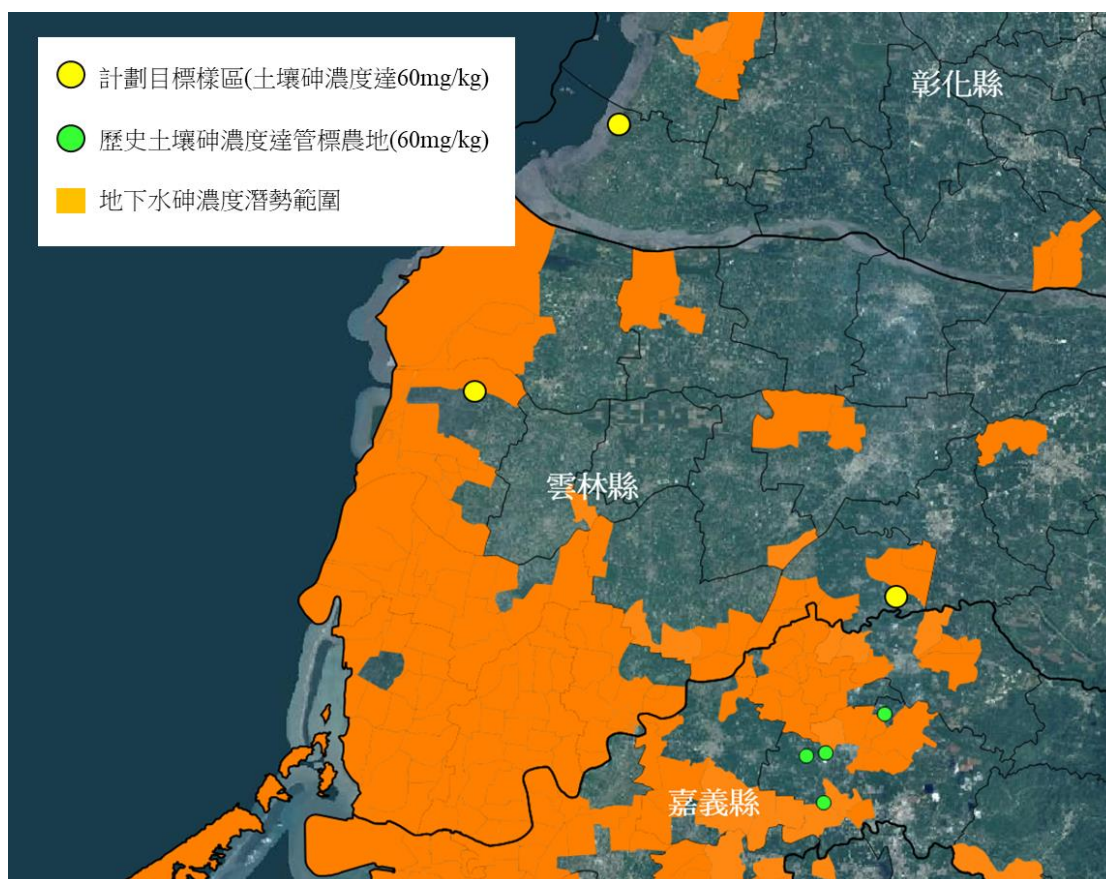 計劃目標樣區(土壤砷濃度達60mg/kg)
歷史土壤砷濃度達管標農地(60mg/kg)
地下水砷濃度潛勢範圍
彰化縣
雲林縣
嘉義縣